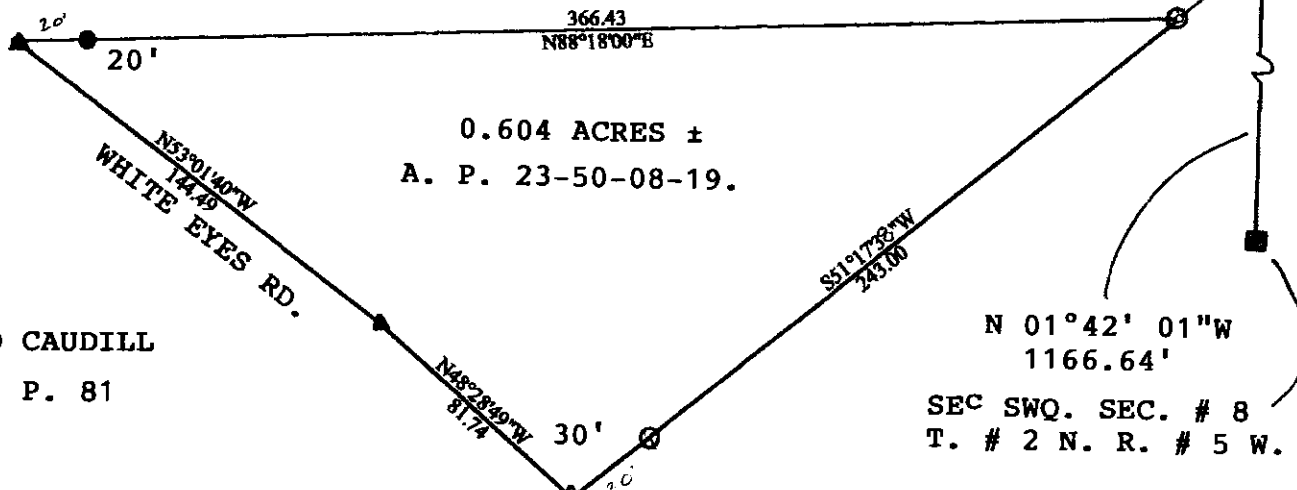 20'
366.43
N88°18'00"E
20'
0.604 ACRES ±
A. P. 23-50-08-19.
N53°01'40"W
144.49
WHITE EYES RD.
S51°17'38"W
243.00
N 01°42' 01"W
1166.64'
CAUDILL
P. 81
N48°28'49"W
81.74
30'
20'
SEC SWQ. SEC. # 8
T. # 2 N. R. # 5 W.